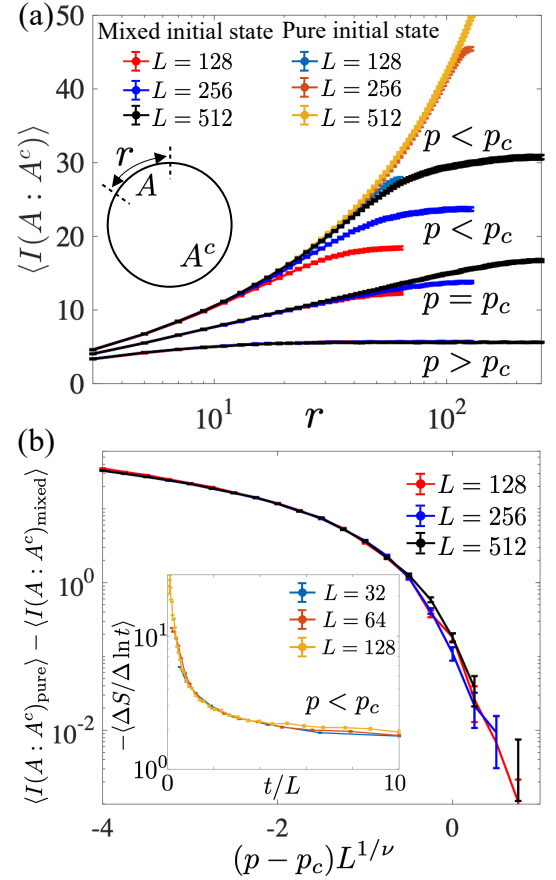 (a)
Mixed initial state Pure initial state
L = 128 L = 128
L = 256 L = 256
L = 512 L = 512
50
40
30
20
10
0
⟨I(A : A^c)⟩
r
A
A^c
p < p_c
p < p_c
p = p_c
p > p_c
10^1 10^2
r
(b)
⟨I(A : A^c)_pure⟩ − ⟨I(A : A^c)_mixed⟩
L = 128
L = 256
L = 512
10^0
10^-2
−⟨ΔS/Δ ln t⟩
10^1
10^0
L = 32
L = 64
L = 128
p < p_c
0 10
t/L
-4 -2 0
(p − p_c)L^{1/ν}